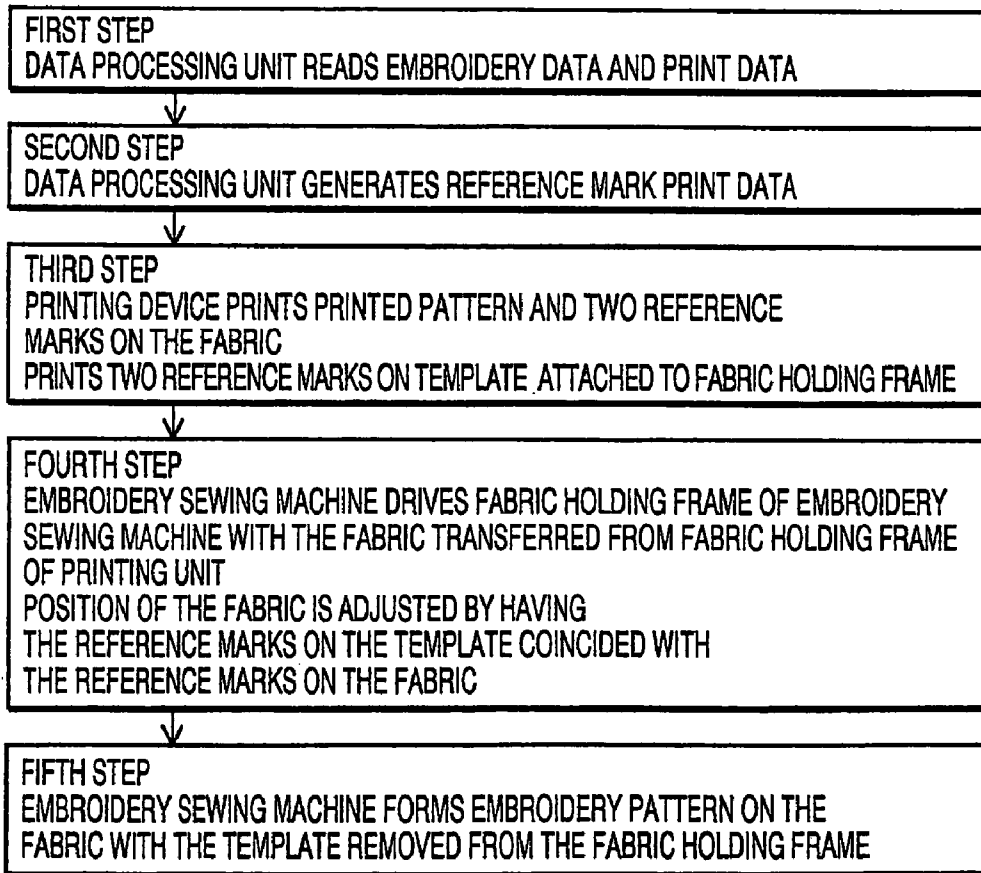 FIRST STEP
DATA PROCESSING UNIT READS EMBROIDERY DATA AND PRINT DATA
SECOND STEP
DATA PROCESSING UNIT GENERATES REFERENCE MARK PRINT DATA
THIRD STEP
PRINTING DEVICE PRINTS PRINTED PATTERN AND TWO REFERENCE
MARKS ON THE FABRIC
PRINTS TWO REFERENCE MARKS ON TEMPLATE ATTACHED TO FABRIC HOLDING FRAME
FOURTH STEP
EMBROIDERY SEWING MACHINE DRIVES FABRIC HOLDING FRAME OF EMBROIDERY
SEWING MACHINE WITH THE FABRIC TRANSFERRED FROM FABRIC HOLDING FRAME
OF PRINTING UNIT
POSITION OF THE FABRIC IS ADJUSTED BY HAVING
THE REFERENCE MARKS ON THE TEMPLATE COINCIDED WITH
THE REFERENCE MARKS ON THE FABRIC
FIFTH STEP
EMBROIDERY SEWING MACHINE FORMS EMBROIDERY PATTERN ON THE
FABRIC WITH THE TEMPLATE REMOVED FROM THE FABRIC HOLDING FRAME